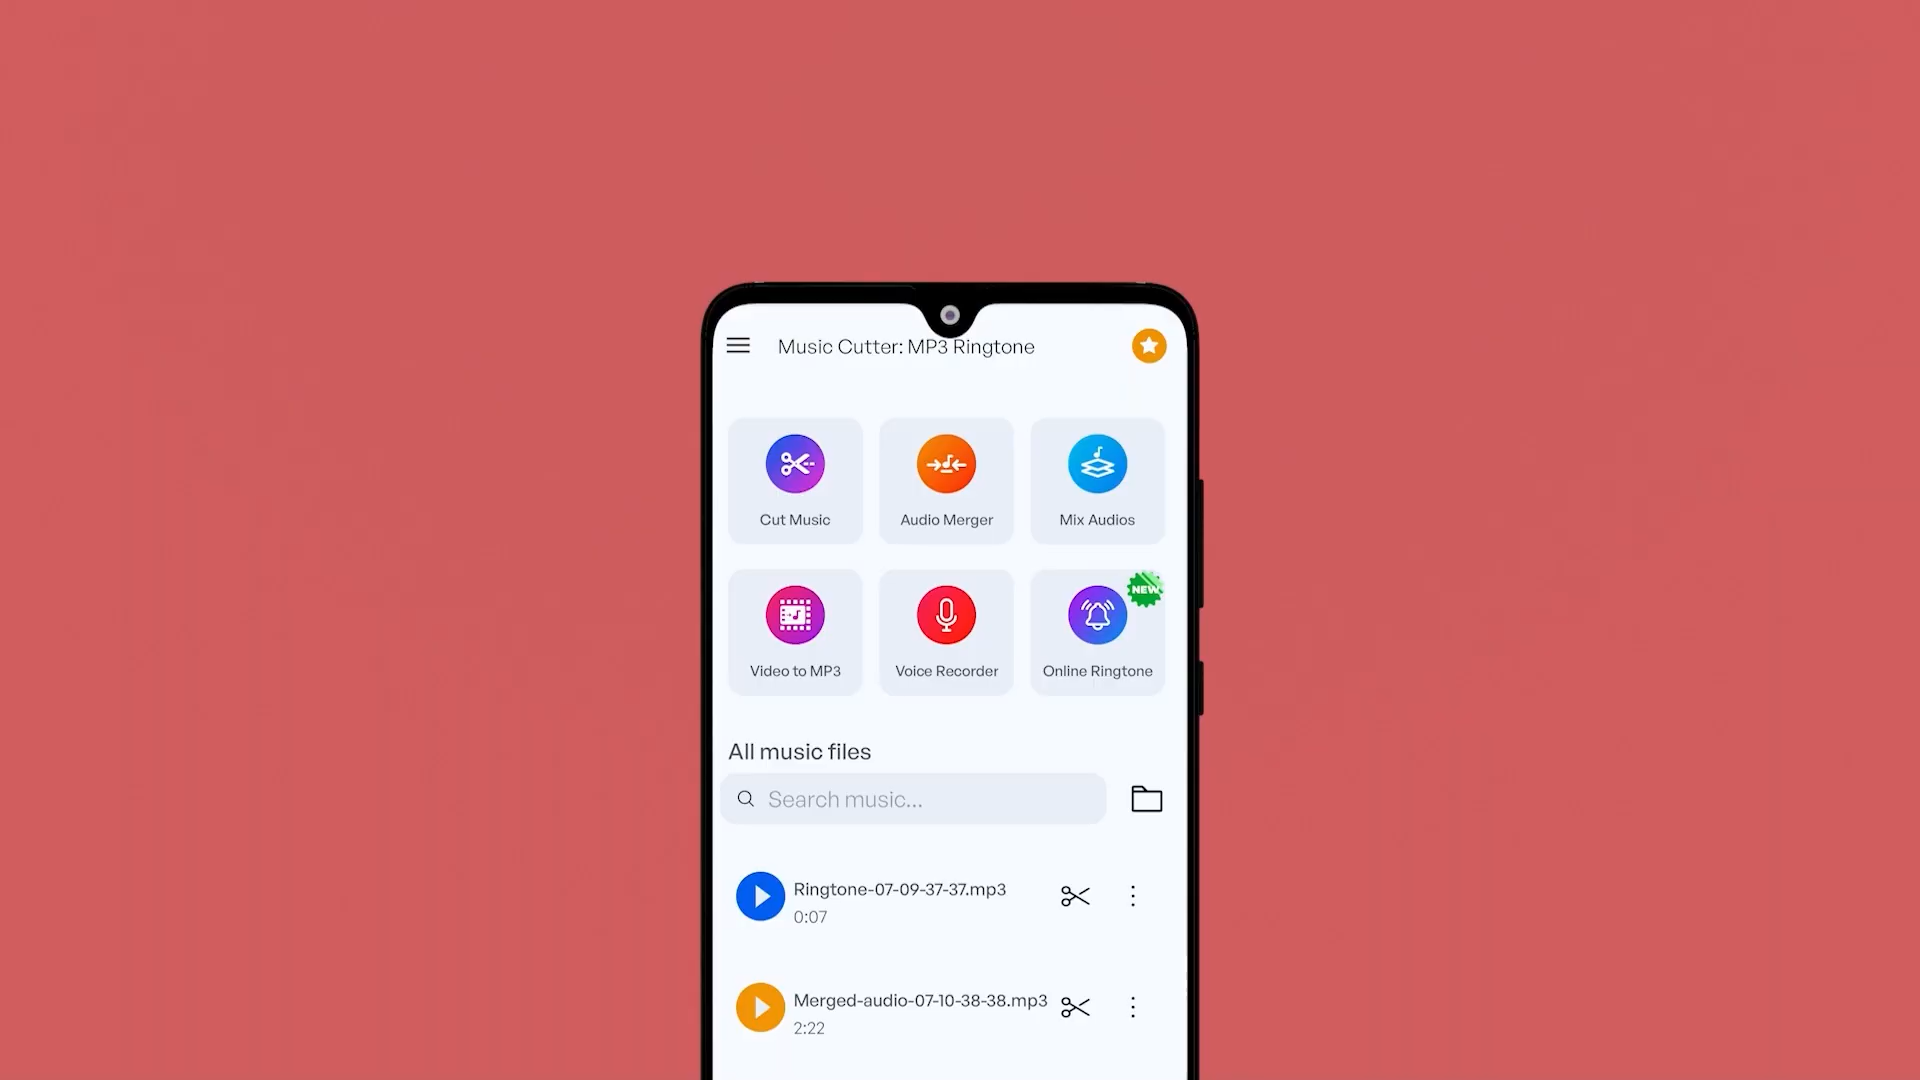 Music Cutter: MP3 Ringtone
Cut Music
Audio Merger
Mix Audios
NEW
Video to MP3
Voice Recorder
Online Ringtone
All music files
Search music...
Ringtone-07-09-37-37.mp3
0:07
Merged-audio-07-10-38-38.mp3
2:22